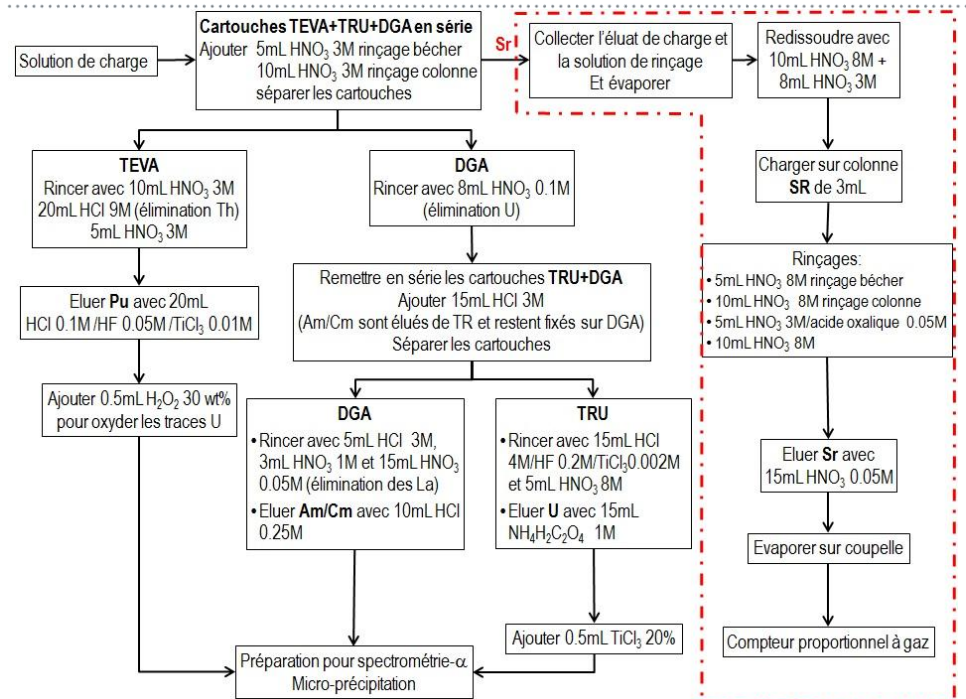 Solution de charge
Cartouches TEVA+TRU+DGA en série
Ajouter 5mL HNO₃ 3M rinçage bécher
10mL HNO₃ 3M rinçage colonne
séparer les cartouches
Sr
Collecter l'éluat de charge et
la solution de rinçage
Et évaporer
Redissoudre avec
10mL HNO₃ 8M +
8mL HNO₃ 3M
TEVA
Rincer avec 10mL HNO₃ 3M
20mL HCl 9M (élimination Th)
5mL HNO₃ 3M
DGA
Rincer avec 8mL HNO₃ 0.1M
(élimination U)
Charger sur colonne
SR de 3mL
Eluer Pu avec 20mL
HCl 0.1M /HF 0.05M /TiCl₃ 0.01M
Remettre en série les cartouches TRU+DGA
Ajouter 15mL HCl 3M
(Am/Cm sont élués de TR et restent fixés sur DGA)
Séparer les cartouches
Rinçages:
• 5mL HNO₃ 8M rinçage bécher
• 10mL HNO₃ 8M rinçage colonne
• 5mL HNO₃ 3M/acide oxalique 0.05M
• 10mL HNO₃ 8M
Ajouter 0.5mL H₂O₂ 30 wt%
pour oxyder les traces U
DGA
• Rincer avec 5mL HCl 3M,
3mL HNO₃ 1M et 15mL HNO₃
0.05M (élimination des La)
• Eluer Am/Cm avec 10mL HCl
0.25M
TRU
• Rincer avec 15mL HCl
4M/HF 0.2M/TiCl₃0.002M
et 5mL HNO₃ 8M
• Eluer U avec 15mL
NH₄H₂C₂O₄ 1M
Eluer Sr avec
15mL HNO₃ 0.05M
Evaporer sur coupelle
Ajouter 0.5mL TiCl₃ 20%
Compteur proportionnel à gaz
Préparation pour spectrométrie-α
Micro-précipitation